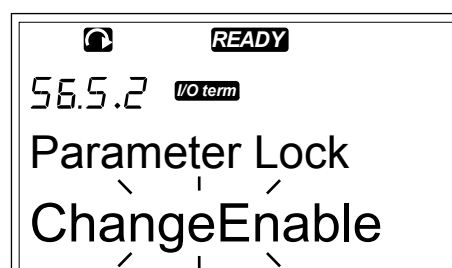 READY
S6.5.2 I/O term
Parameter Lock
ChangeEnable